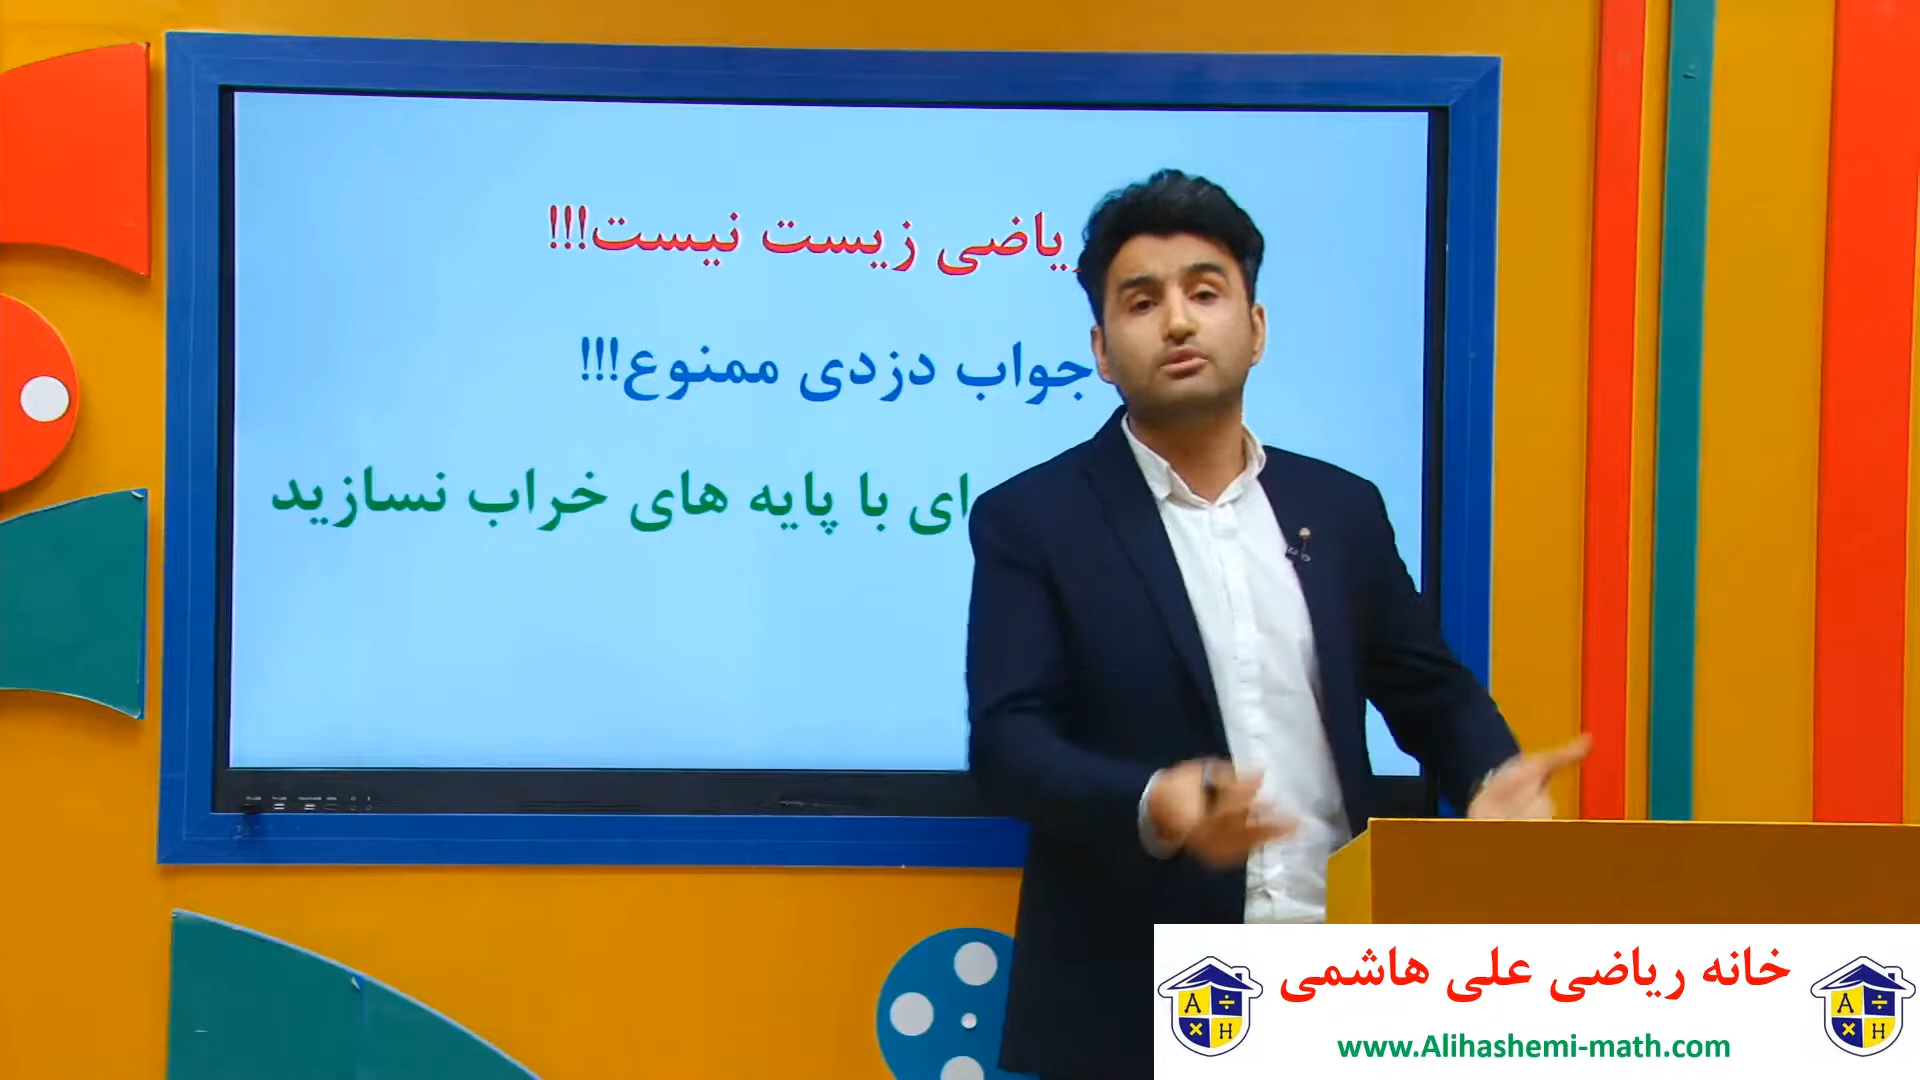 ریاضی زیست نیست!!!
جواب دزدی ممنوع!!!
ای با پایه های خراب نسازید
خانه ریاضی علی هاشمی
www.Alihashemi-math.com
A ÷
× H
A ÷
× H